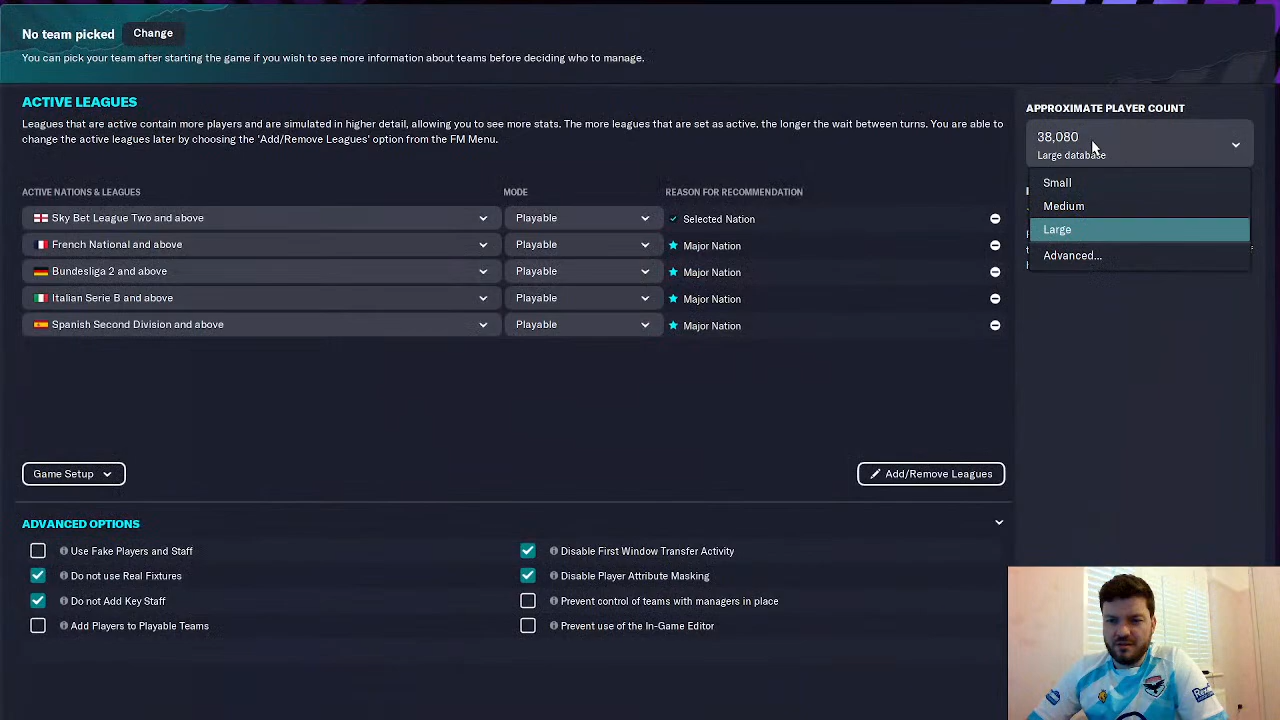 No team picked Change
You can pick your team after starting the game if you wish to see more information about teams before deciding who to manage.
ACTIVE LEAGUES
Leagues that are active contain more players and are simulated in higher detail, allowing you to see more stats. The more leagues that are set as active, the longer the wait between turns. You are able to
change the active leagues later by choosing the 'Add/Remove Leagues' option from the FM Menu.
ACTIVE NATIONS & LEAGUES MODE REASON FOR RECOMMENDATION
Sky Bet League Two and above Playable Selected Nation
French National and above Playable Major Nation
Bundesliga 2 and above Playable Major Nation
Italian Serie B and above Playable Major Nation
Spanish Second Division and above Playable Major Nation
Game Setup Add/Remove Leagues
APPROXIMATE PLAYER COUNT
38,080
Large database
Small
Medium
Large
Advanced...
ADVANCED OPTIONS
Use Fake Players and Staff Disable First Window Transfer Activity
Do not use Real Fixtures Disable Player Attribute Masking
Do not Add Key Staff Prevent control of teams with managers in place
Add Players to Playable Teams Prevent use of the In-Game Editor